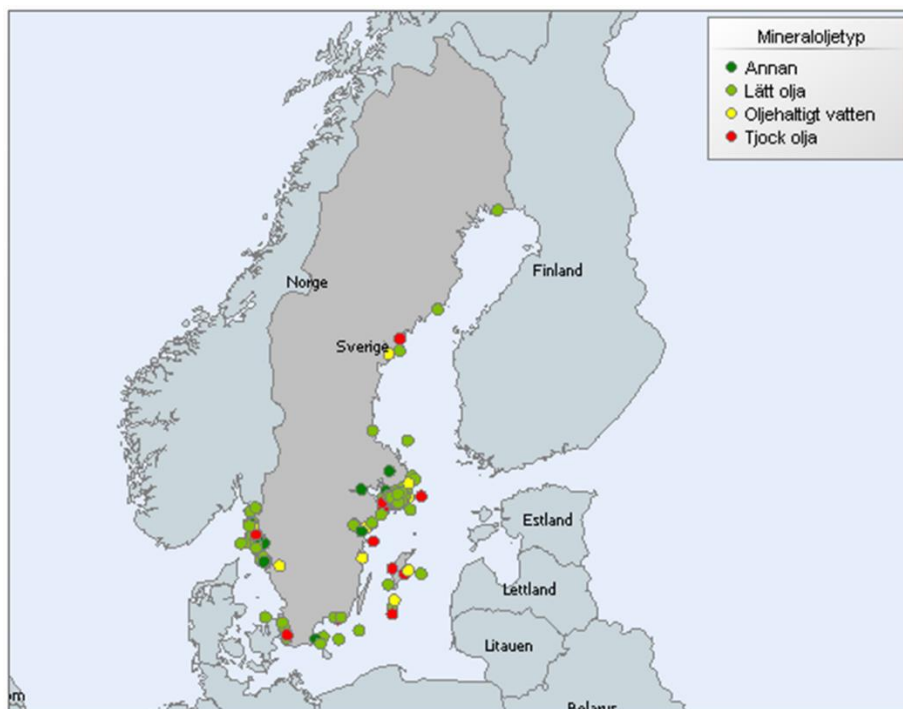 Mineraloljetyp
Annan
Lätt olja
Oljehaltigt vatten
Tjock olja
Norge
Finland
Sverige
Estland
Lettland
Litauen